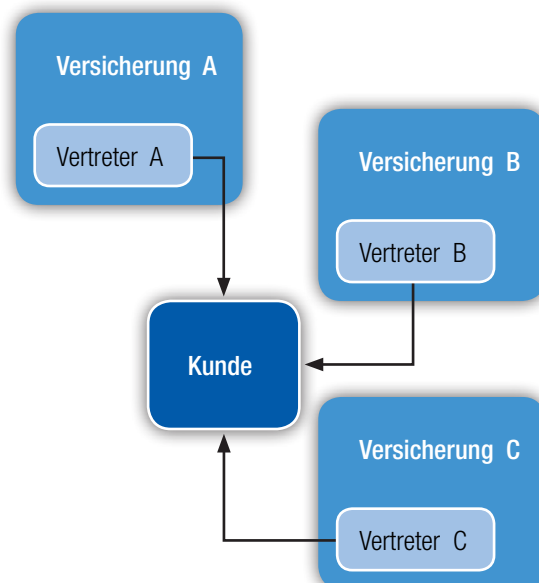 Versicherung A
Vertreter A
Versicherung B
Vertreter B
Kunde
Versicherung C
Vertreter C